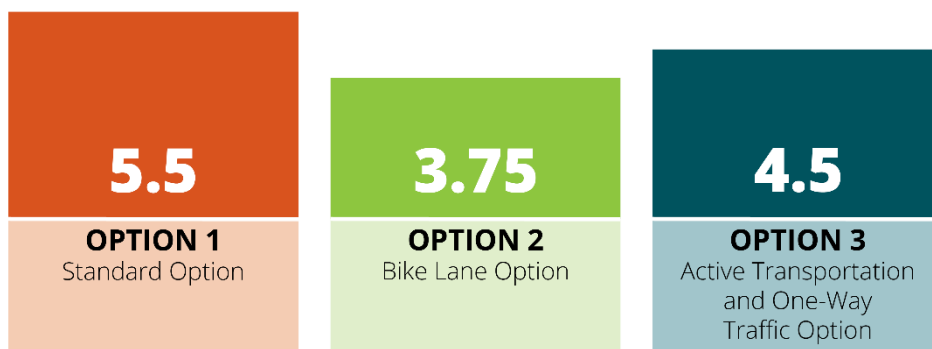 5.5
OPTION 1
Standard Option
3.75
OPTION 2
Bike Lane Option
4.5
OPTION 3
Active Transportation
and One-Way
Traffic Option